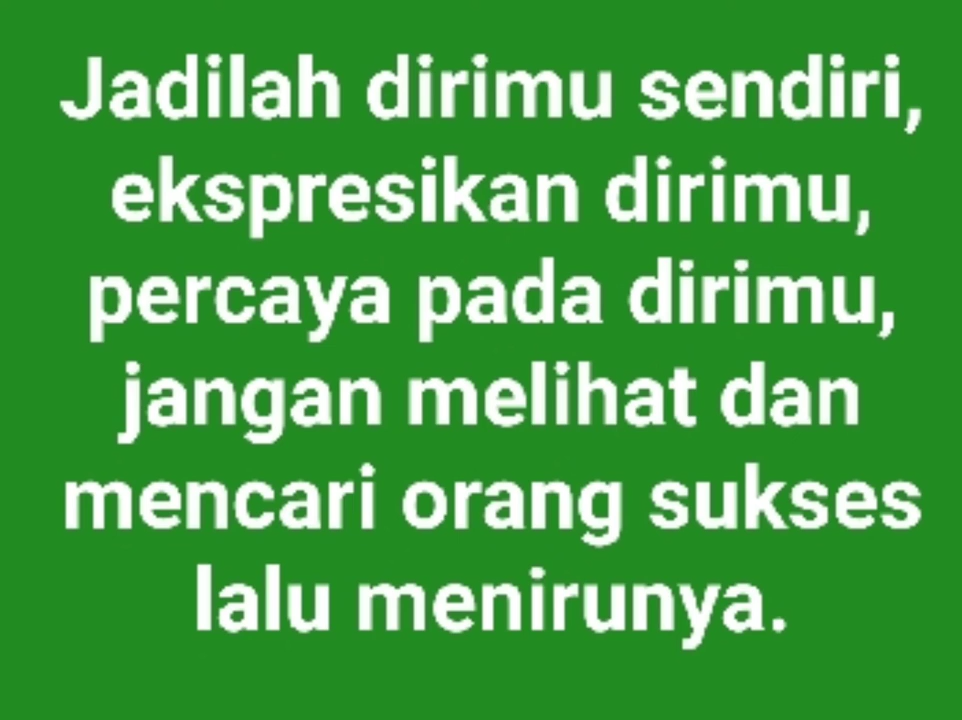 Jadilah dirimu sendiri,
ekspresikan dirimu,
percaya pada dirimu,
jangan melihat dan
mencari orang sukses
lalu menirunya.